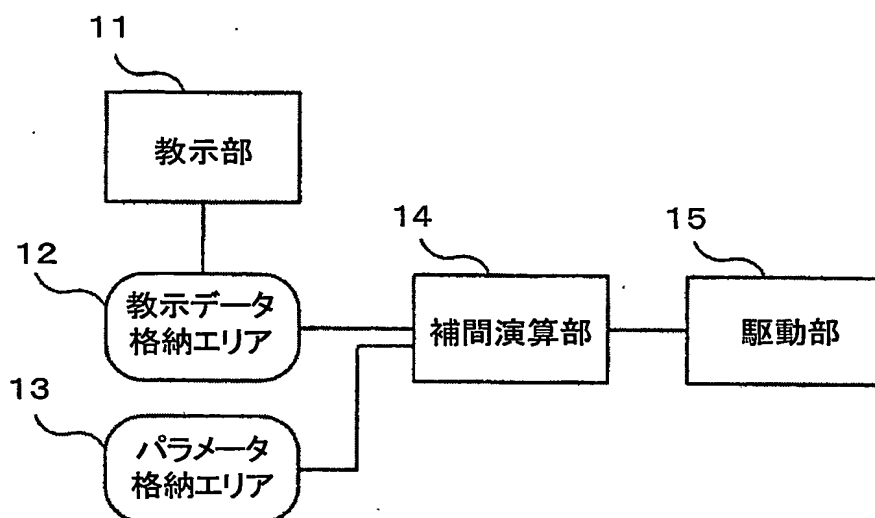 11
教示部
12
教示データ
格納エリア
13
パラメータ
格納エリア
14
補間演算部
15
駆動部